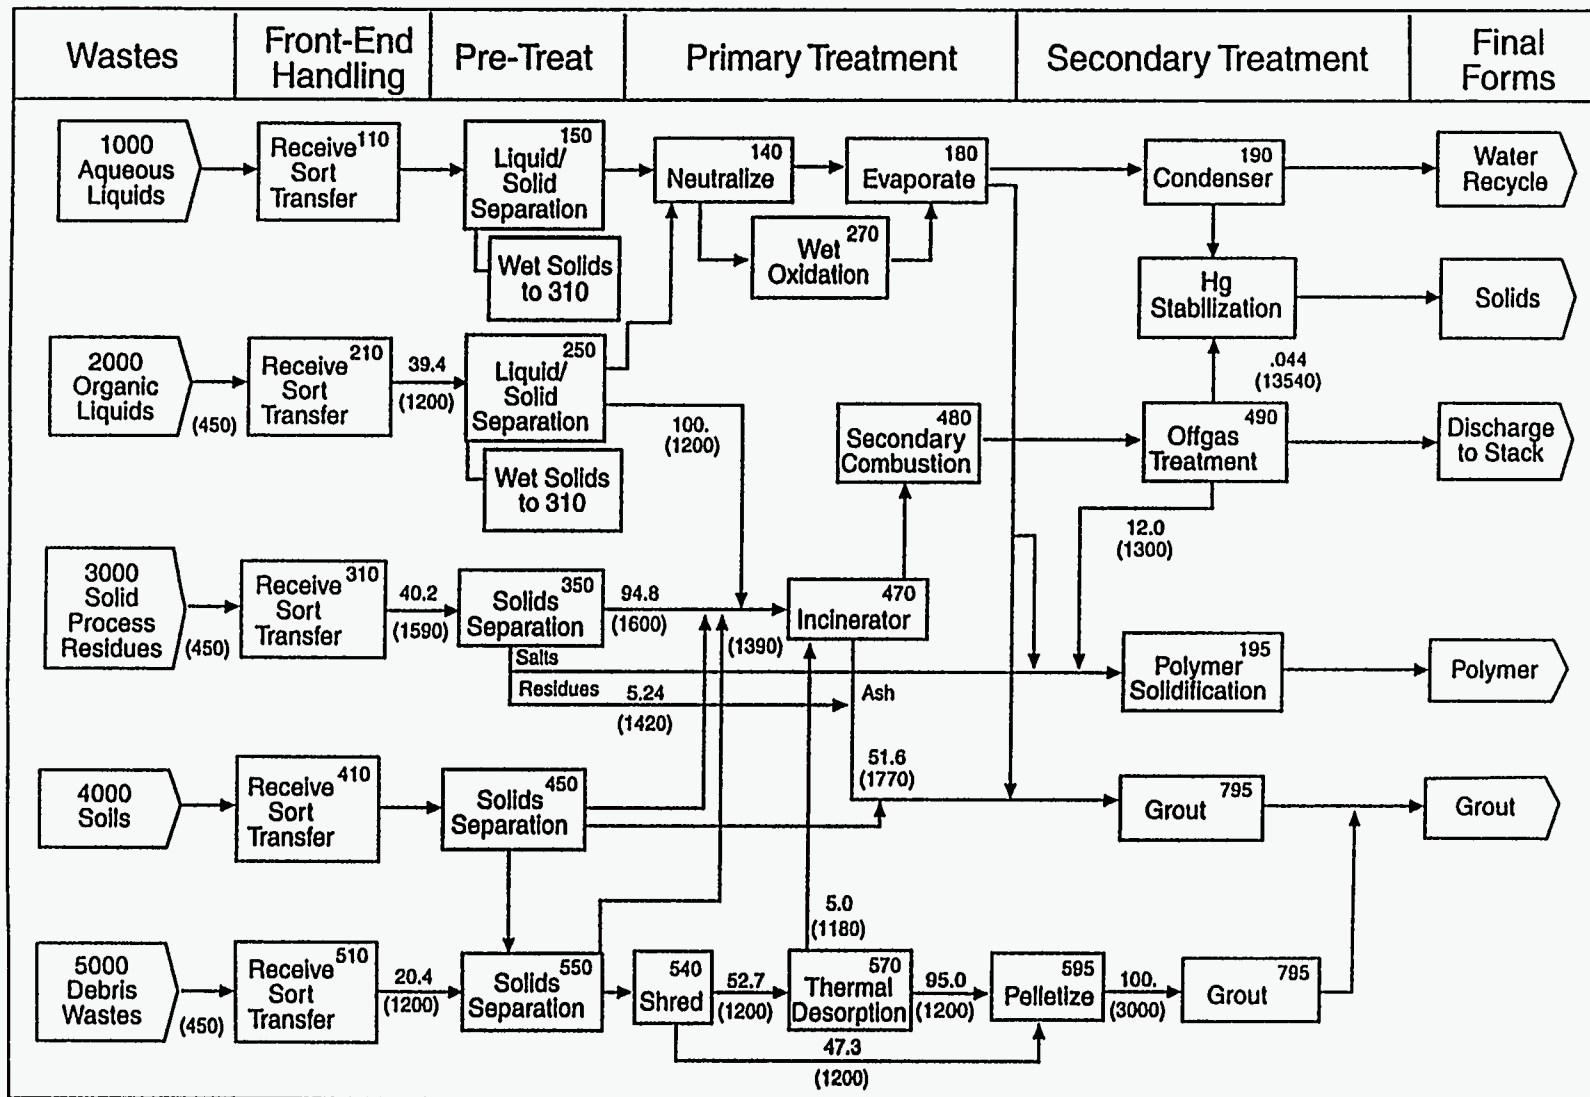 Wastes
Front-End
Handling
Pre-Treat
Primary Treatment
Secondary Treatment
Final
Forms
1000
Aqueous
Liquids
Receive 110
Sort
Transfer
150
Liquid/
Solid
Separation
Wet Solids
to 310
140
Neutralize
180
Evaporate
270
Wet
Oxidation
190
Condenser
Water
Recycle
Hg
Stabilization
Solids
2000
Organic
Liquids
(450)
Receive 210
Sort
Transfer
39.4
(1200)
250
Liquid/
Solid
Separation
Wet Solids
to 310
100.
(1200)
480
Secondary
Combustion
.044
(13540)
490
Offgas
Treatment
Discharge
to Stack
12.0
(1300)
3000
Solid
Process
Residues
(450)
Receive 310
Sort
Transfer
40.2
(1590)
350
Solids
Separation
94.8
(1600)
(1390)
470
Incinerator
Salts
Residues
5.24
(1420)
Ash
195
Polymer
Solidification
Polymer
4000
Soils
Receive 410
Sort
Transfer
450
Solids
Separation
51.6
(1770)
795
Grout
Grout
5000
Debris
Wastes
(450)
Receive 510
Sort
Transfer
20.4
(1200)
550
Solids
Separation
540
Shred
52.7
(1200)
5.0
(1180)
570
Thermal
Desorption
95.0
(1200)
595
Pelletize
100.
(3000)
795
Grout
47.3
(1200)